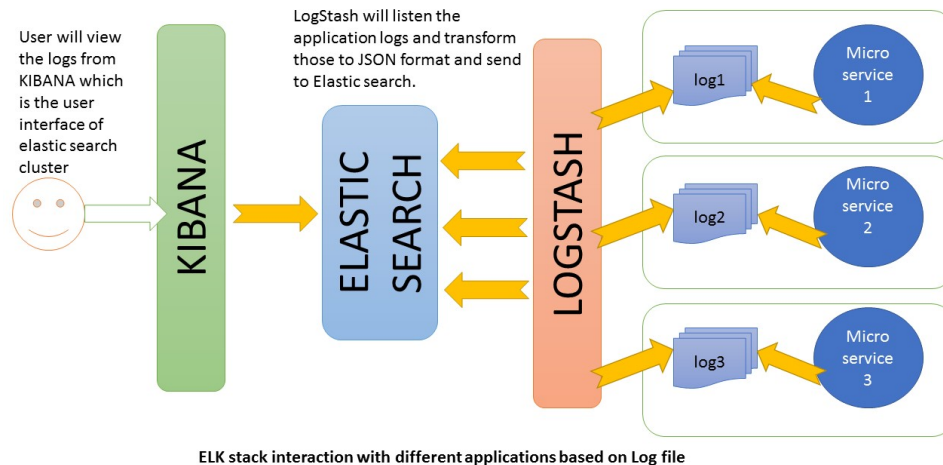 User will view
the logs from
KIBANA which
is the user
interface of
elastic search
cluster
KIBANA
LogStash will listen the
application logs and transform
those to JSON format and send
to Elastic search.
ELASTIC
SEARCH
LOGSTASH
log1
Micro
service
1
log2
Micro
service
2
log3
Micro
service
3
ELK stack interaction with different applications based on Log file